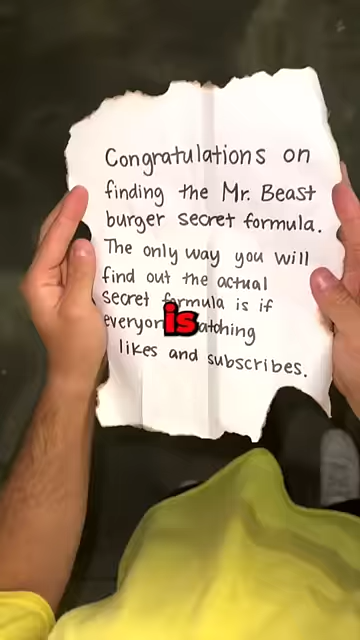 Congratulations on
finding the Mr. Beast
burger secret formula.
The only way you will
find out the actual
secret formula is if
everyon is atching
likes and subscribes.